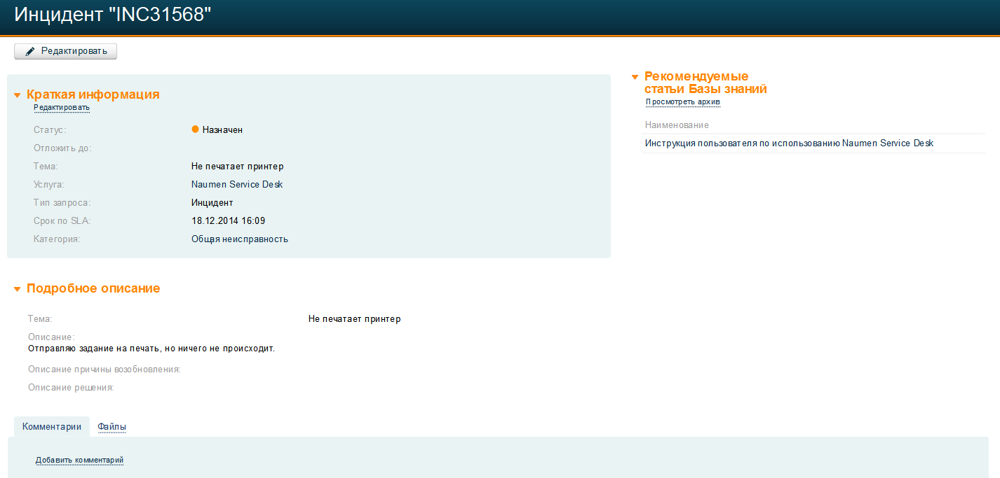 Инцидент "INC31568"
Редактировать
Краткая информация
Редактировать
Статус: Назначен
Отложить до:
Тема: Не печатает принтер
Услуга: Naumen Service Desk
Тип запроса: Инцидент
Срок по SLA: 18.12.2014 16:09
Категория: Общая неисправность
Рекомендуемые
статьи Базы знаний
Просмотреть архив
Наименование
Инструкция пользователя по использованию Naumen Service Desk
Подробное описание
Тема: Не печатает принтер
Описание:
Отправляю задание на печать, но ничего не происходит.
Описание причины возобновления:
Описание решения:
Комментарии Файлы
Добавить комментарий